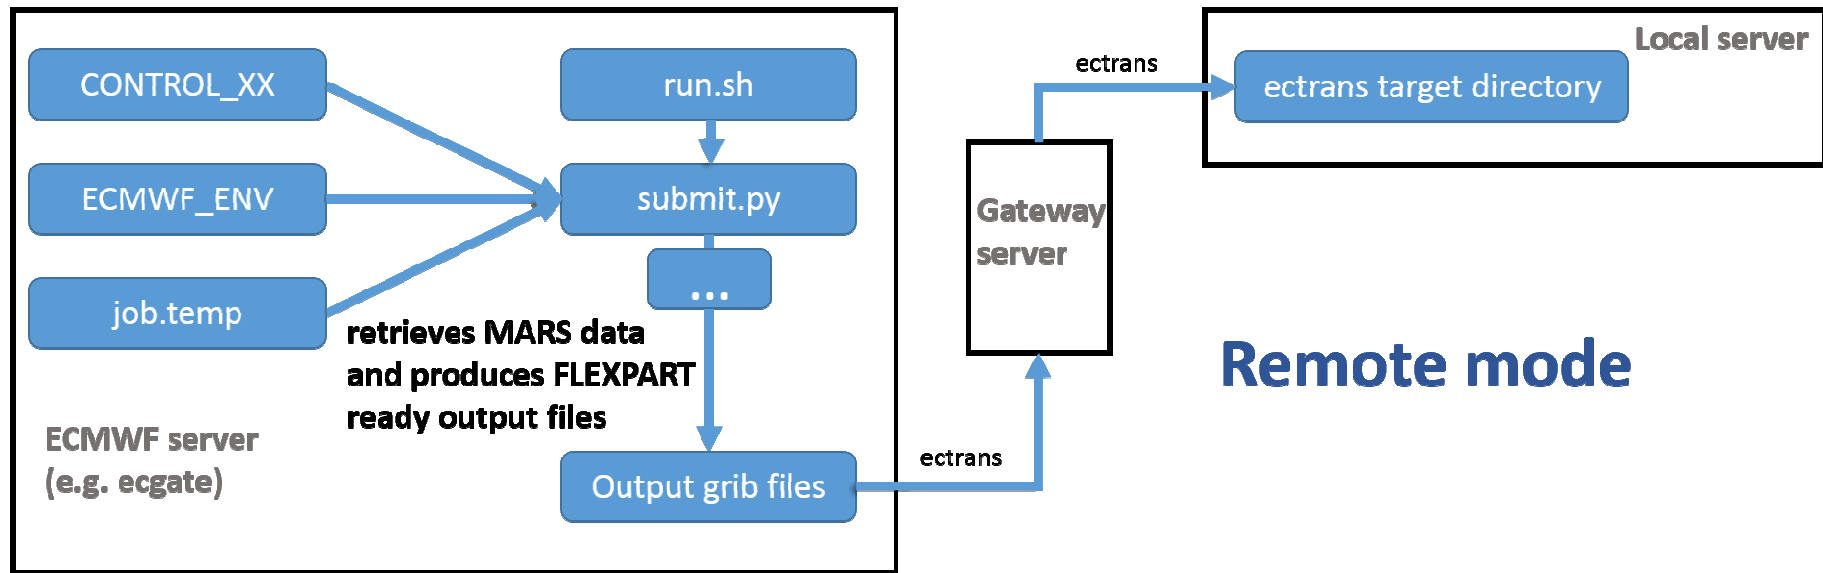 CONTROL_XX
run.sh
ECMWF_ENV
submit.py
job.temp
...
retrieves MARS data
and produces FLEXPART
ready output files
ECMWF server
(e.g. ecgate)
Output grib files
ectrans
Gateway
server
ectrans
Local server
ectrans target directory
Remote mode